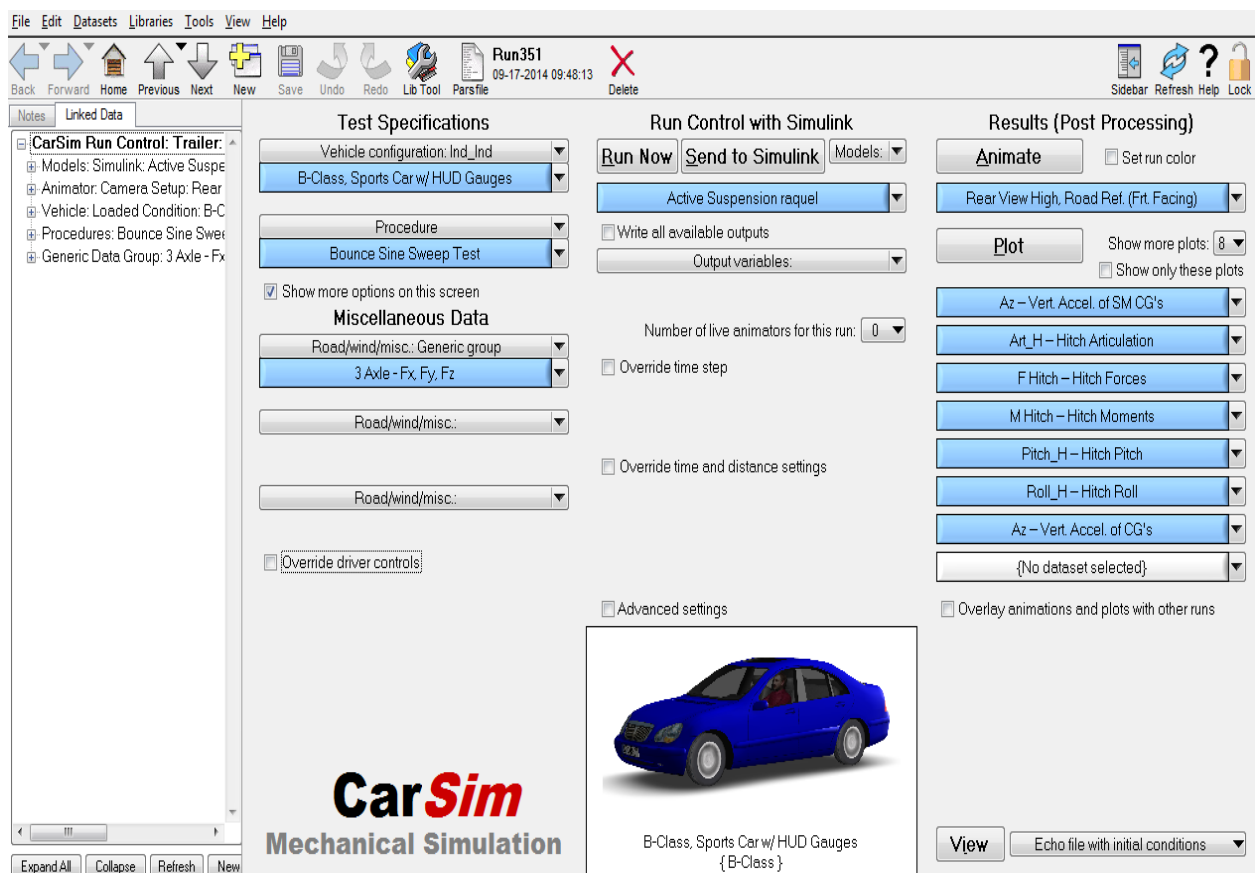 File Edit Datasets Libraries Tools View Help
Back Forward Home Previous Next New Save Undo Redo Lib Tool Parsfile
Run351
09-17-2014 09:48:13
Delete
Sidebar Refresh Help Lock
Notes Linked Data
CarSim Run Control: Trailer:
Models: Simulink: Active Suspe
Animator: Camera Setup: Rear
Vehicle: Loaded Condition: B-C
Procedures: Bounce Sine Swee
Generic Data Group: 3 Axle - Fx
Expand All Collapse Refresh New
Test Specifications
Vehicle configuration: Ind_Ind
B-Class, Sports Car w/ HUD Gauges
Procedure
Bounce Sine Sweep Test
Show more options on this screen
Miscellaneous Data
Road/wind/misc.: Generic group
3 Axle - Fx, Fy, Fz
Road/wind/misc.:
Road/wind/misc.:
Override driver controls
CarSim
Mechanical Simulation
Run Control with Simulink
Run Now Send to Simulink Models:
Active Suspension raquel
Write all available outputs
Output variables:
Number of live animators for this run: 0
Override time step
Override time and distance settings
Advanced settings
B-Class, Sports Car w/ HUD Gauges
{ B-Class }
Results (Post Processing)
Animate Set run color
Rear View High, Road Ref. (Frt. Facing)
Plot Show more plots: 8
Show only these plots
Az – Vert. Accel. of SM CG's
Art_H – Hitch Articulation
F Hitch – Hitch Forces
M Hitch – Hitch Moments
Pitch_H – Hitch Pitch
Roll_H – Hitch Roll
Az – Vert. Accel. of CG's
{No dataset selected}
Overlay animations and plots with other runs
View Echo file with initial conditions